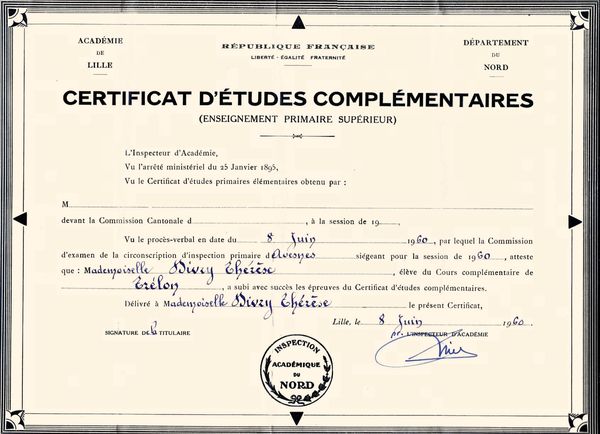 ACADÉMIE
DE
LILLE
RÉPUBLIQUE FRANÇAISE
LIBERTÉ - ÉGALITÉ FRATERNITÉ
DÉPARTEMENT
DU
NORD
CERTIFICAT D'ÉTUDES COMPLÉMENTAIRES
(ENSEIGNEMENT PRIMAIRE SUPÉRIEUR)
L'Inspecteur d'Académie,
Vu l'arrêté ministériel du 25 Janvier 1895,
Vu le Certificat d'études primaires élémentaires obtenu par :
M
devant la Commission Cantonale d , à la session de 19 .
Vu le procès-verbal en date du 8 Juin 1960, par lequel la Commission
d'examen de la circonscription d'inspection primaire d'Avesnes siégeant pour la session de 1960, atteste
que : Mademoiselle Divry Thérèse , élève du Cours complémentaire de
Trélon , a subi avec succès les épreuves du Certificat d'études complémentaires.
Délivré à Mademoiselle Divry Thérèse le présent Certificat,
Lille, le 8 Juin 1960.
SIGNATURE DU TITULAIRE
pr. L'INSPECTEUR D'ACADÉMIE
INSPECTION
ACADÉMIQUE
DU
NORD